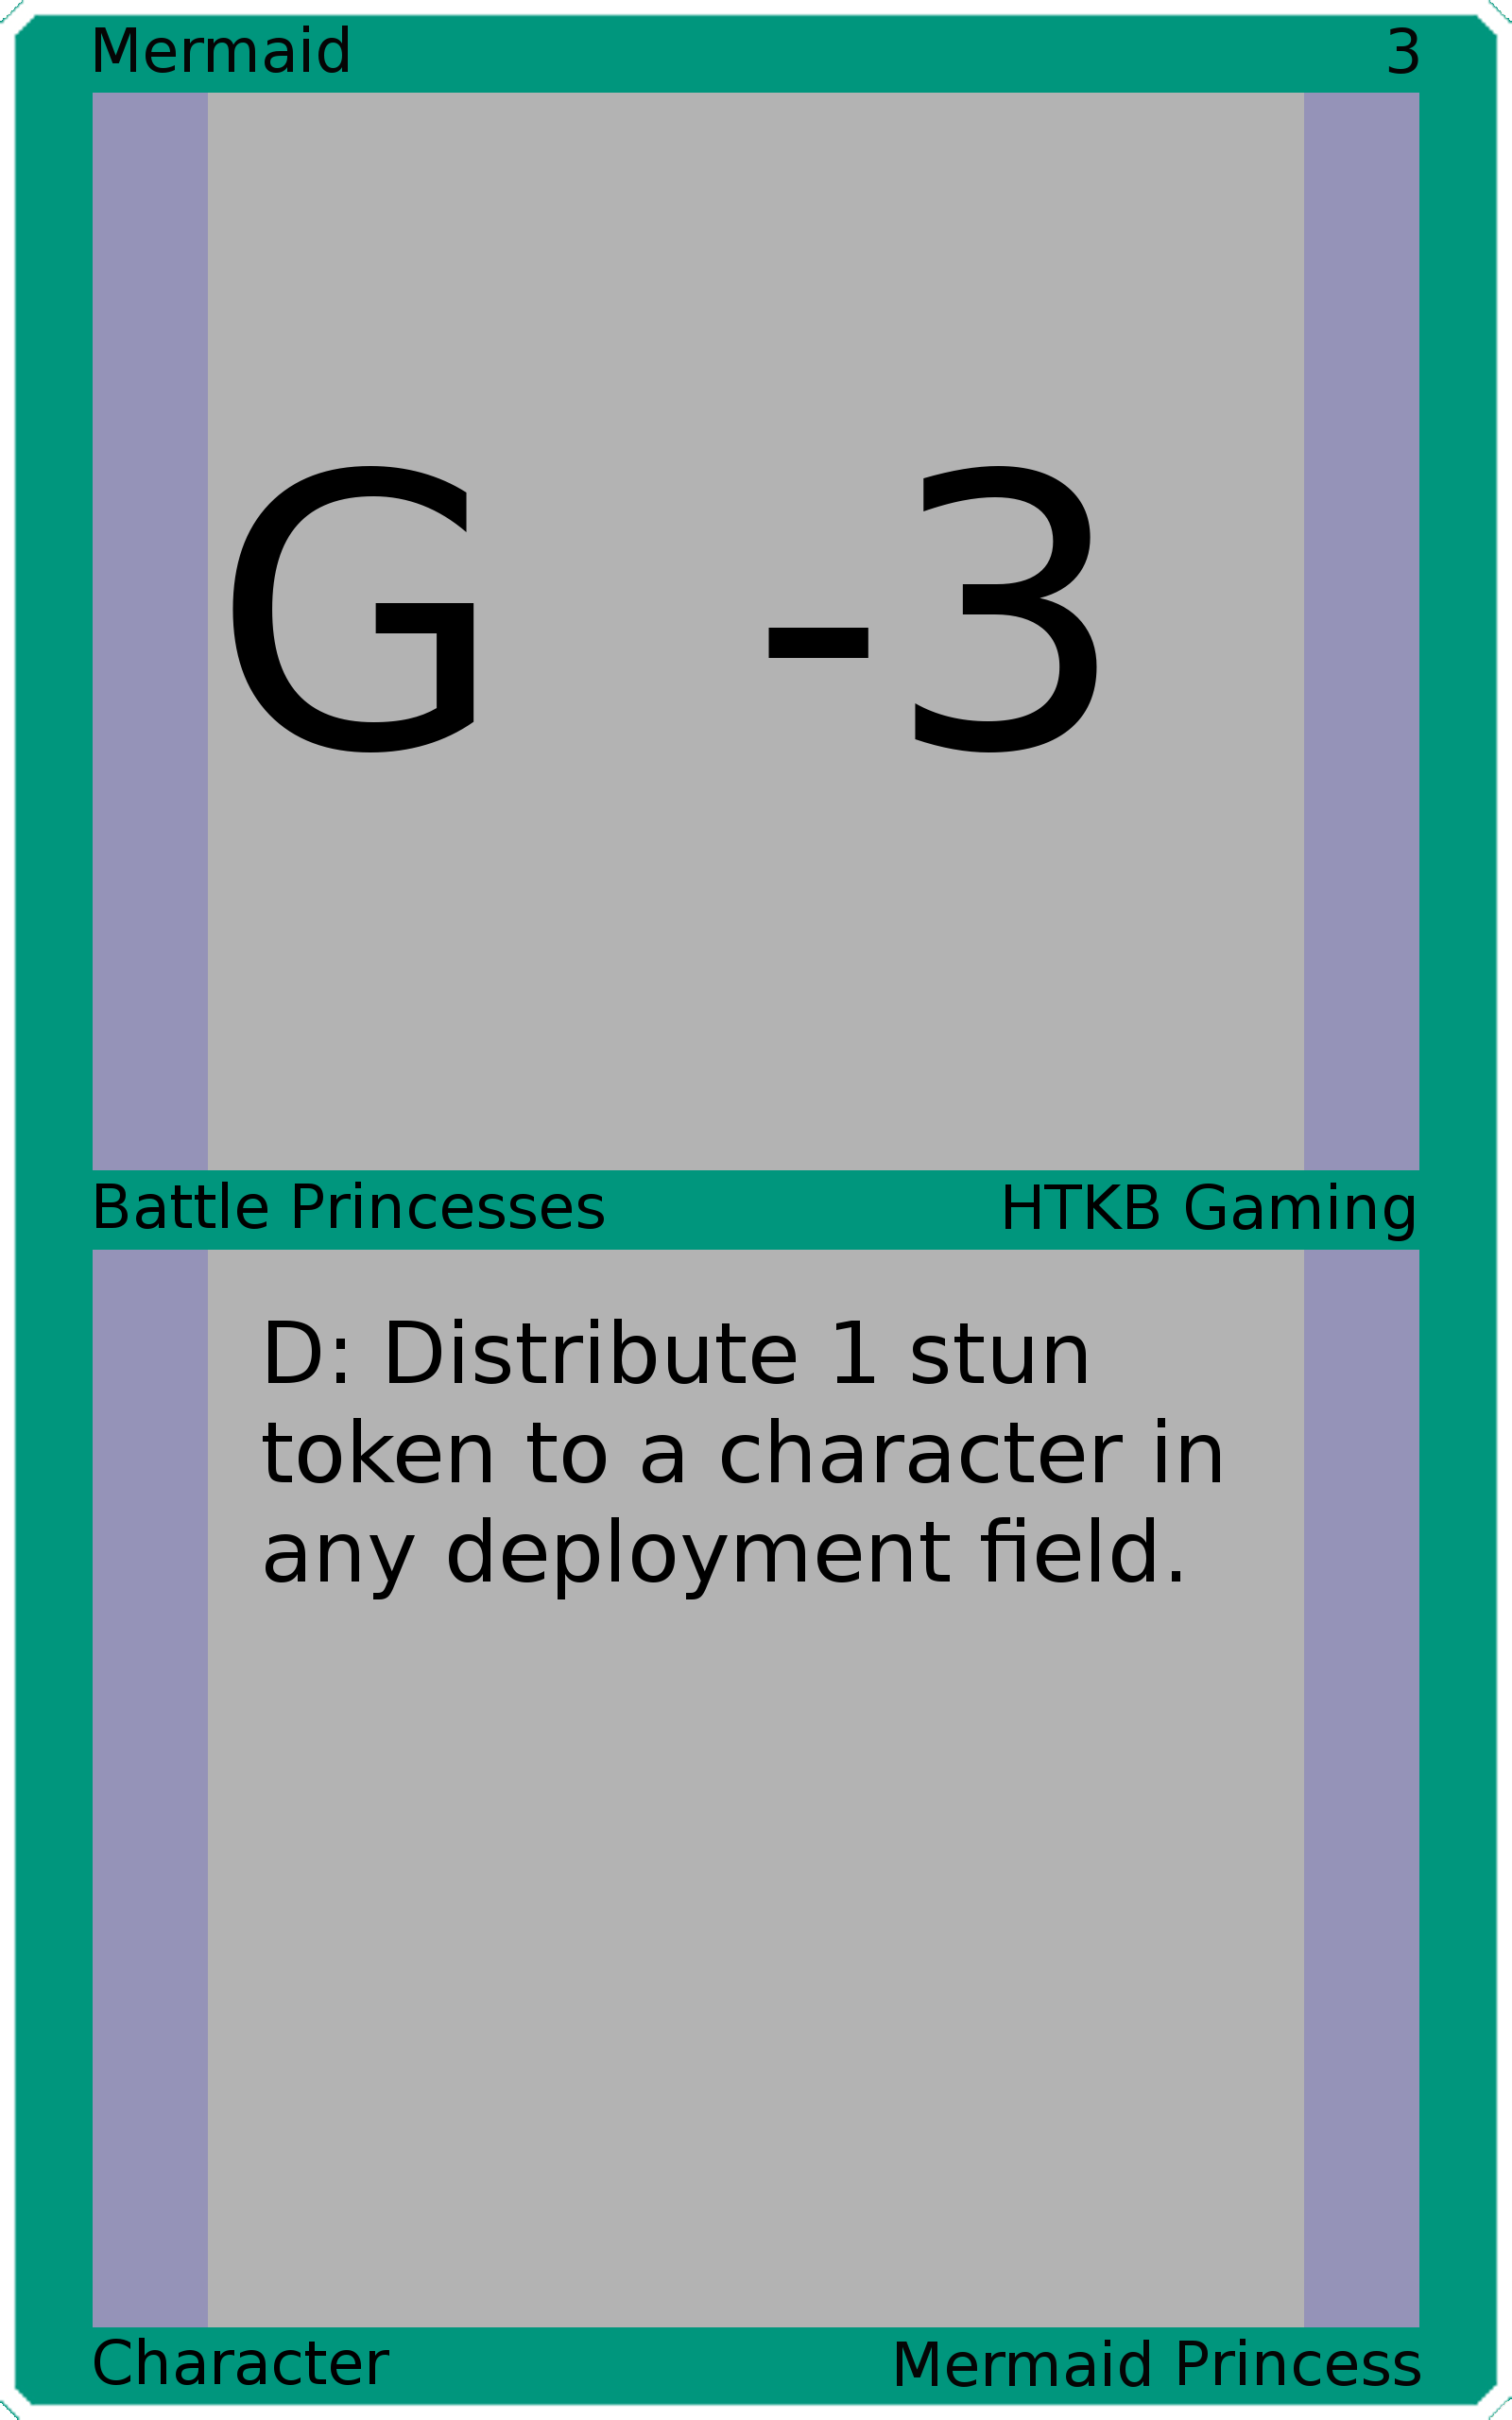 Mermaid 3
G -3
Battle Princesses HTKB Gaming
D: Distribute 1 stun
token to a character in
any deployment field.
Character Mermaid Princess